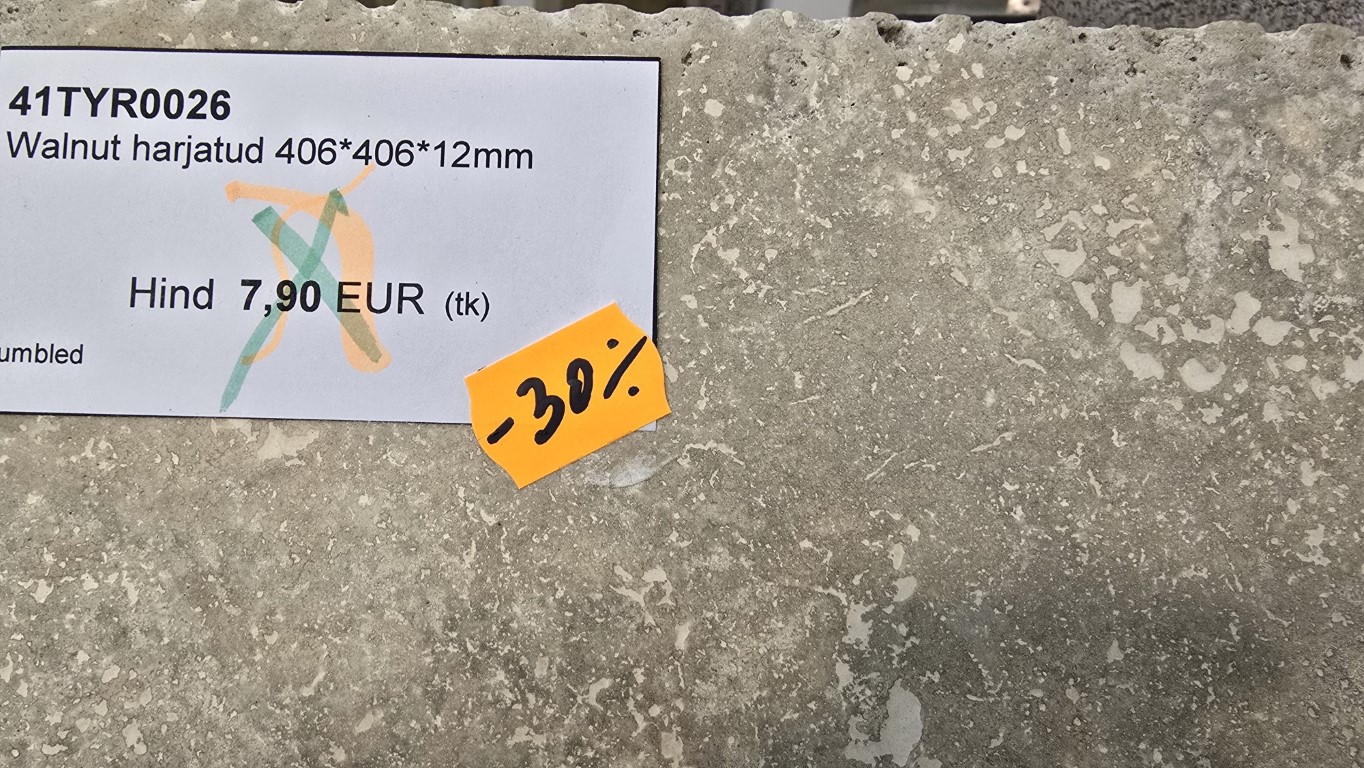 41TYR0026
Walnut harjatud 406*406*12mm
Hind 7,90 EUR (tk)
umbled
-30%